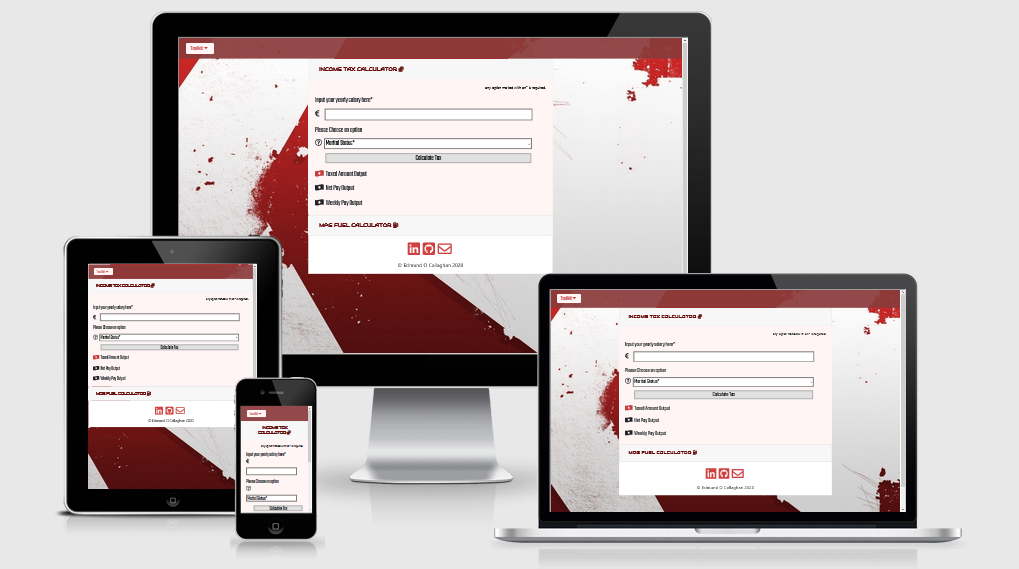 Toolkit
INCOME TAX CALCULATOR
Any option marked with an * is required.
Input your yearly salary here*
€
Please Choose an option
Marital Status*
Calculate Tax
Taxed Amount Output
Net Pay Output
Weekly Pay Output
MPG FUEL CALCULATOR
© Edmund O Callaghan 2020
Toolkit
INCOME TAX CALCULATOR
Any option marked with an * is required.
Input your yearly salary here*
€
Please Choose an option
Marital Status*
Calculate Tax
Taxed Amount Output
Net Pay Output
Weekly Pay Output
MPG FUEL CALCULATOR
© Edmund O Callaghan 2020
Toolkit
INCOME TAX
CALCULATOR
Any option marked with an * is required.
Input your yearly salary here*
€
Please Choose an option
Marital Status*
Calculate Tax
Toolkit
INCOME TAX CALCULATOR
Any option marked with an * is required.
Input your yearly salary here*
€
Please Choose an option
Marital Status*
Calculate Tax
Taxed Amount Output
Net Pay Output
Weekly Pay Output
MPG FUEL CALCULATOR
© Edmund O Callaghan 2020